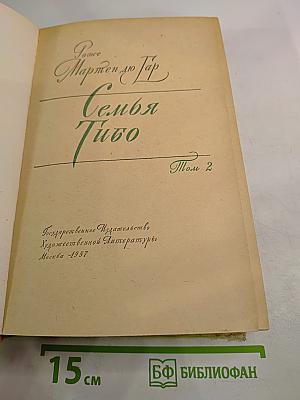 Роже
Мартен дю Гар
Семья
Тибо
Том 2
Государственное Издательство
Художественной Литературы
Москва - 1957
15 см
БФ БИБЛИОФАН